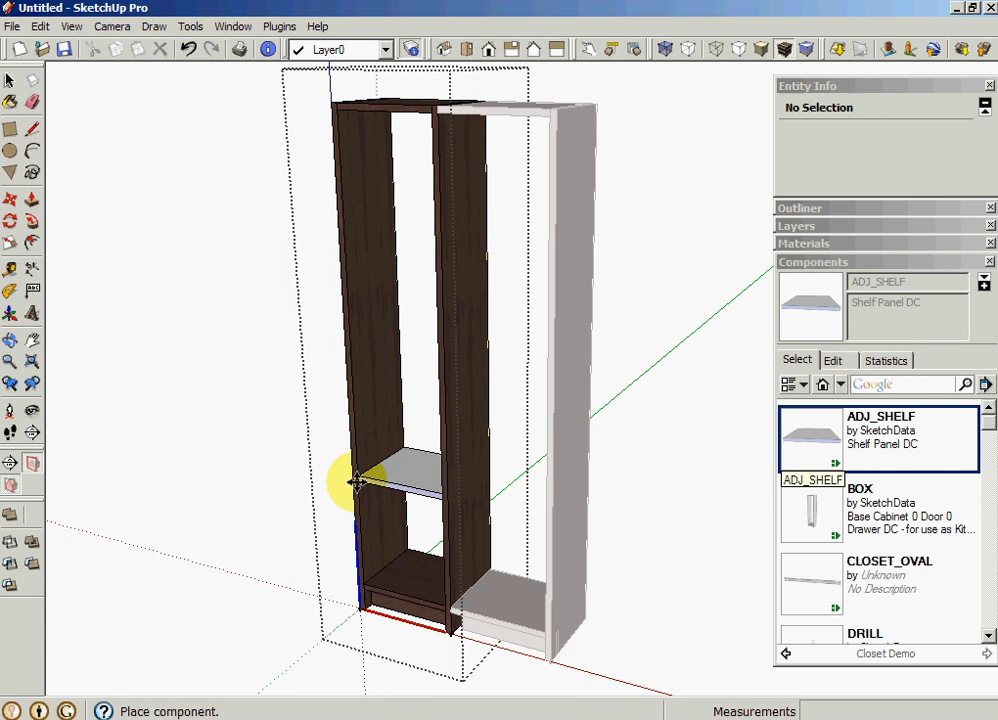 Untitled - SketchUp Pro
File Edit View Camera Draw Tools Window Plugins Help
Layer0
Entity Info
No Selection
Outliner
Layers
Materials
Components
ADJ_SHELF
Shelf Panel DC
Select Edit Statistics
Google
ADJ_SHELF
by SketchData
Shelf Panel DC
ADJ_SHELF
BOX
by SketchData
Base Cabinet 0 Door 0
Drawer DC - for use as Kit...
CLOSET_OVAL
by Unknown
No Description
DRILL
by SketchData
Closet Demo
Place component.
Measurements